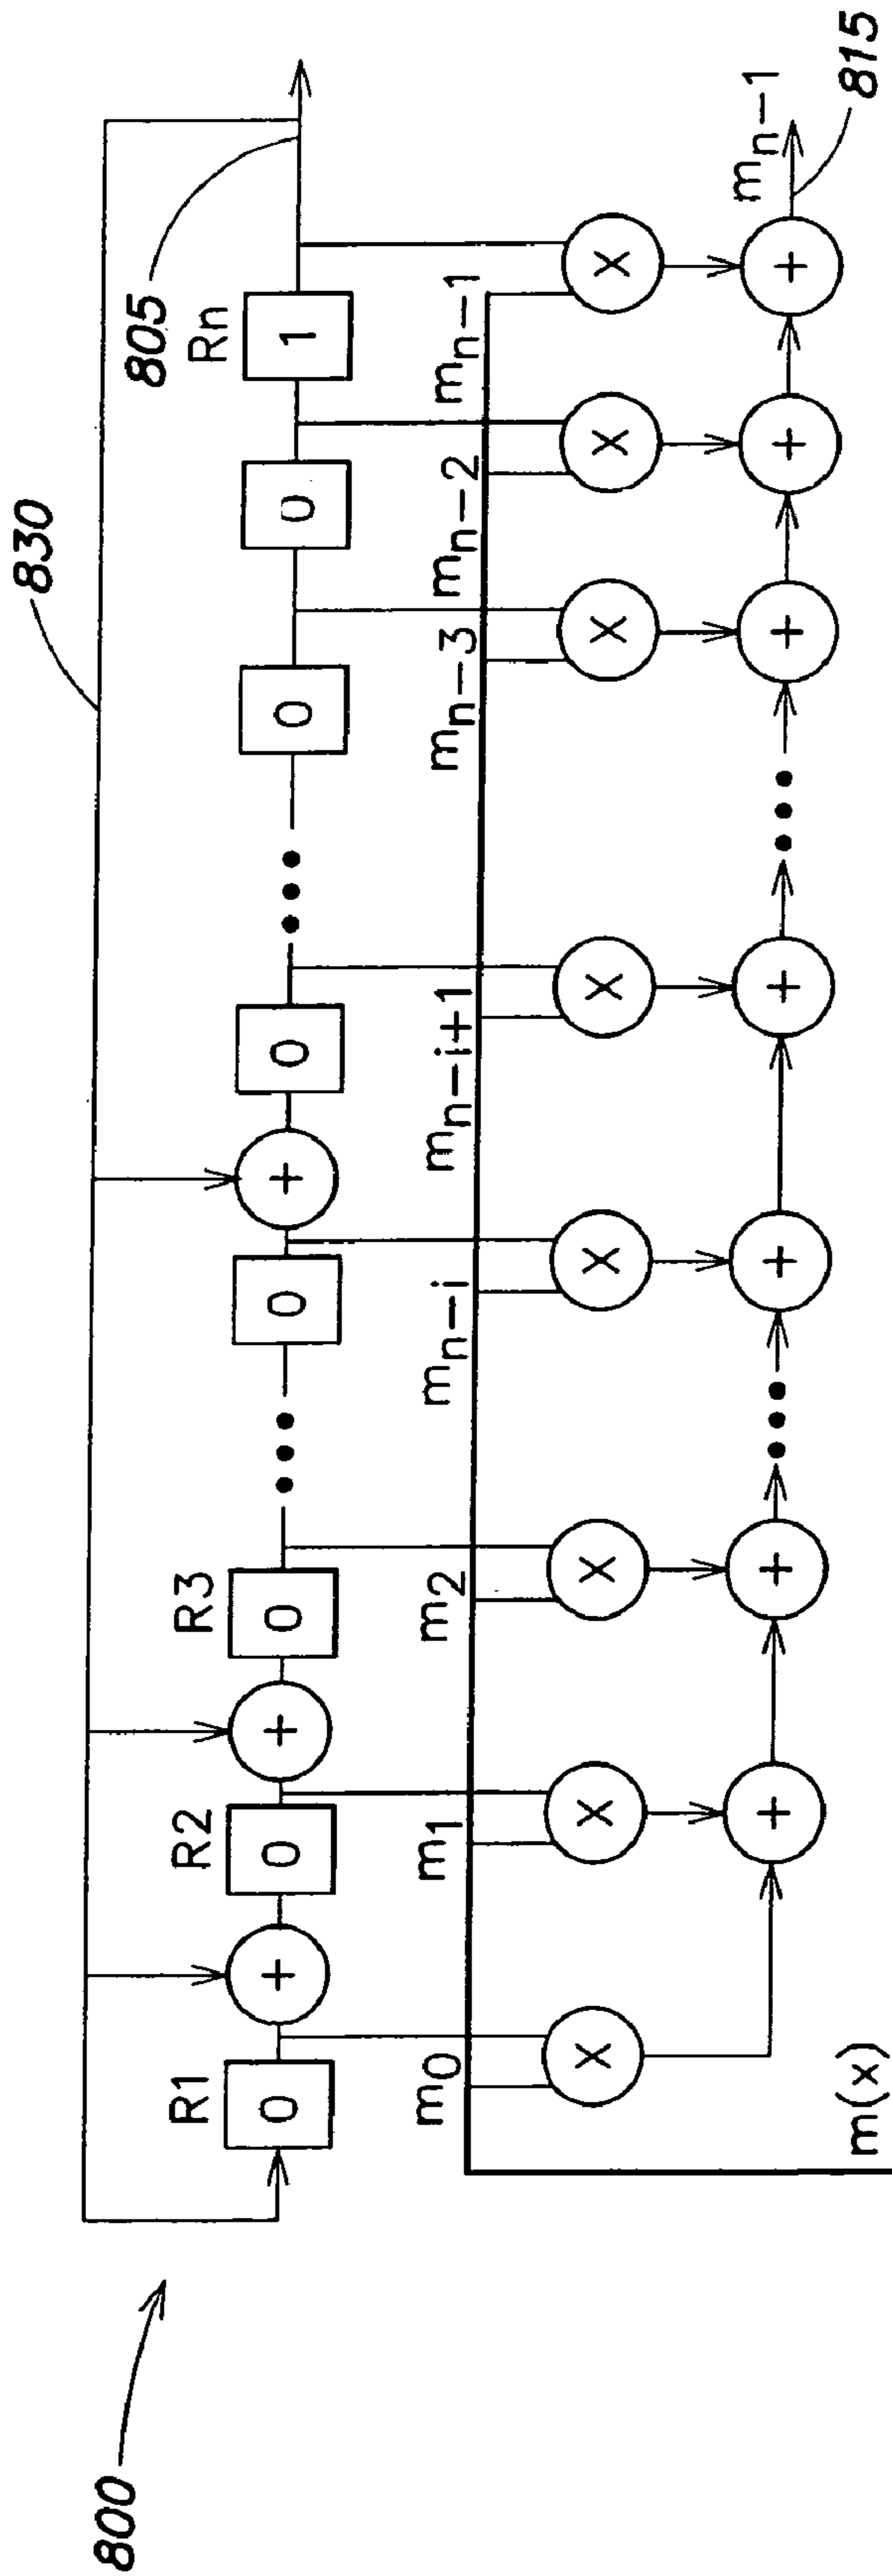 800
830
805
R1
R2
R3
Rn
0
+
0
+
0
0
+
0
0
0
1
m0
m1
m2
mn-i
mn-i+1
mn-3
mn-2
mn-1
X
X
X
X
X
X
X
X
+
+
+
+
+
+
+
mn-1
815
m(x)